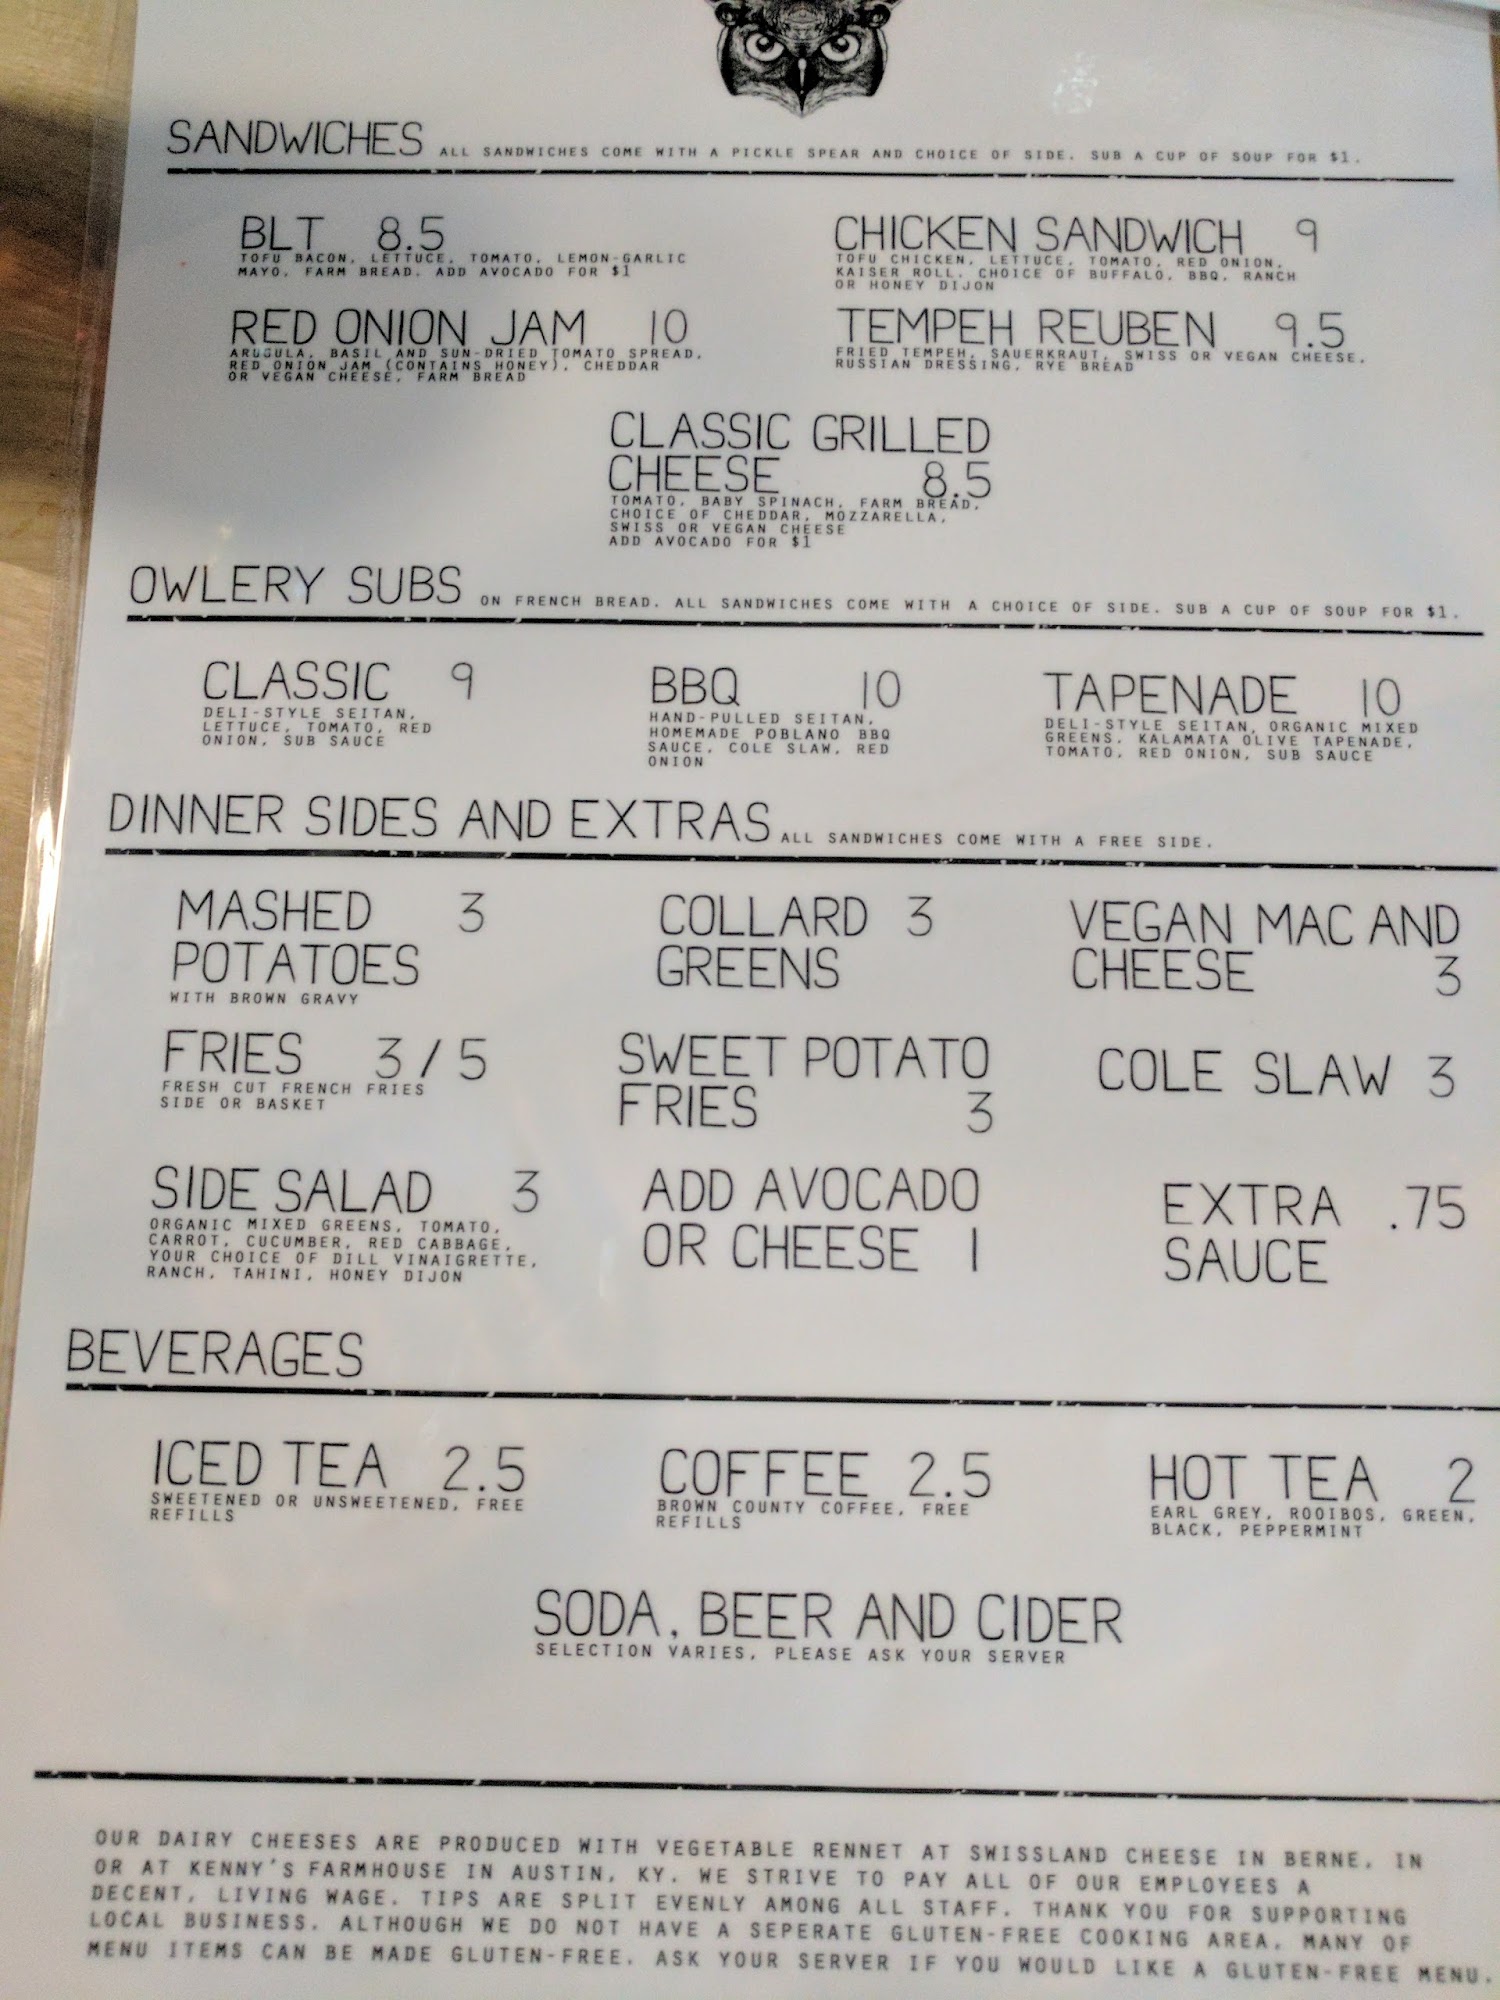 SANDWICHES ALL SANDWICHES COME WITH A PICKLE SPEAR AND CHOICE OF SIDE. SUB A CUP OF SOUP FOR $1.
BLT 8.5
TOFU BACON, LETTUCE, TOMATO, LEMON-GARLIC
MAYO, FARM BREAD. ADD AVOCADO FOR $1
CHICKEN SANDWICH 9
TOFU CHICKEN, LETTUCE, TOMATO, RED ONION,
KAISER ROLL. CHOICE OF BUFFALO, BBQ, RANCH
OR HONEY DIJON
RED ONION JAM 10
ARUGULA, BASIL AND SUN-DRIED TOMATO SPREAD,
RED ONION JAM (CONTAINS HONEY), CHEDDAR
OR VEGAN CHEESE, FARM BREAD
TEMPEH REUBEN 9.5
FRIED TEMPEH, SAUERKRAUT, SWISS OR VEGAN CHEESE,
RUSSIAN DRESSING, RYE BREAD
CLASSIC GRILLED
CHEESE 8.5
TOMATO, BABY SPINACH, FARM BREAD,
CHOICE OF CHEDDAR, MOZZARELLA,
SWISS OR VEGAN CHEESE
ADD AVOCADO FOR $1
OWLERY SUBS ON FRENCH BREAD. ALL SANDWICHES COME WITH A CHOICE OF SIDE. SUB A CUP OF SOUP FOR $1.
CLASSIC 9
DELI-STYLE SEITAN,
LETTUCE, TOMATO, RED
ONION, SUB SAUCE
BBQ 10
HAND-PULLED SEITAN,
HOMEMADE POBLANO BBQ
SAUCE, COLE SLAW, RED
ONION
TAPENADE 10
DELI-STYLE SEITAN, ORGANIC MIXED
GREENS, KALAMATA OLIVE TAPENADE,
TOMATO, RED ONION, SUB SAUCE
DINNER SIDES AND EXTRAS ALL SANDWICHES COME WITH A FREE SIDE.
MASHED 3
POTATOES
WITH BROWN GRAVY
COLLARD 3
GREENS
VEGAN MAC AND
CHEESE 3
FRIES 3/5
FRESH CUT FRENCH FRIES
SIDE OR BASKET
SWEET POTATO
FRIES 3
COLE SLAW 3
SIDE SALAD 3
ORGANIC MIXED GREENS, TOMATO,
CARROT, CUCUMBER, RED CABBAGE,
YOUR CHOICE OF DILL VINAIGRETTE,
RANCH, TAHINI, HONEY DIJON
ADD AVOCADO
OR CHEESE 1
EXTRA .75
SAUCE
BEVERAGES
ICED TEA 2.5
SWEETENED OR UNSWEETENED, FREE
REFILLS
COFFEE 2.5
BROWN COUNTY COFFEE, FREE
REFILLS
HOT TEA 2
EARL GREY, ROOIBOS, GREEN,
BLACK, PEPPERMINT
SODA, BEER AND CIDER
SELECTION VARIES, PLEASE ASK YOUR SERVER
OUR DAIRY CHEESES ARE PRODUCED WITH VEGETABLE RENNET AT SWISSLAND CHEESE IN BERNE, IN
OR AT KENNY'S FARMHOUSE IN AUSTIN, KY. WE STRIVE TO PAY ALL OF OUR EMPLOYEES A
DECENT, LIVING WAGE. TIPS ARE SPLIT EVENLY AMONG ALL STAFF. THANK YOU FOR SUPPORTING
LOCAL BUSINESS. ALTHOUGH WE DO NOT HAVE A SEPERATE GLUTEN-FREE COOKING AREA, MANY OF
MENU ITEMS CAN BE MADE GLUTEN-FREE. ASK YOUR SERVER IF YOU WOULD LIKE A GLUTEN-FREE MENU.